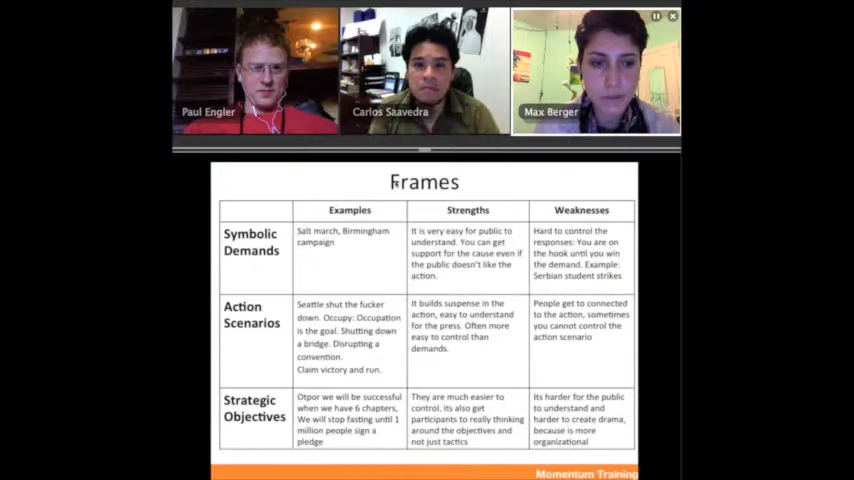 Paul Engler
Carlos Saavedra
Max Berger
Frames
Examples
Strengths
Weaknesses
Symbolic
Demands
Salt march, Birmingham
campaign
It is very easy for public to
understand. You can get
support for the cause even if
the public doesn't like the
action.
Hard to control the
responses: You are on
the hook until you win
the demand. Example:
Serbian student strikes
Action
Scenarios
Seattle shut the fucker
down. Occupy: Occupation
is the goal. Shutting down
a bridge. Disrupting a
convention.
Claim victory and run.
It builds suspense in the
action, easy to understand
for the press. Often more
easy to control than
demands.
People get to connected
to the action, sometimes
you cannot control the
action scenario
Strategic
Objectives
Otpor we will be successful
when we have 6 chapters,
We will stop fasting until 1
million people sign a
pledge
They are much easier to
control, its also get
participants to really thinking
around the objectives and
not just tactics
Its harder for the public
to understand and
harder to create drama,
because is more
organizational
Momentum Training